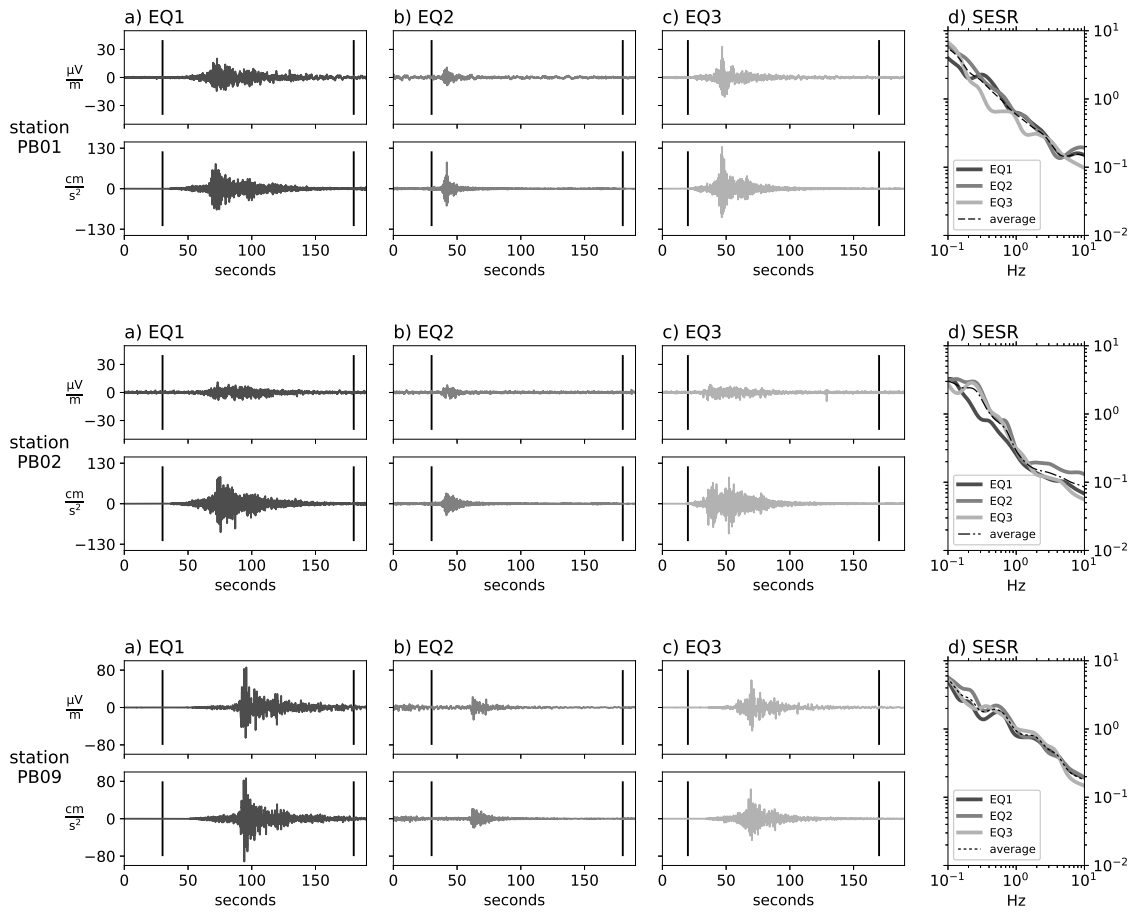 a) EQ1
b) EQ2
c) EQ3
d) SESR
station
PB01
μV
m
30
0
−30
cm
s²
130
0
−130
0 50 100 150
seconds
0 50 100 150
seconds
0 50 100 150
seconds
10¹
10⁰
10⁻¹
10⁻²
EQ1
EQ2
EQ3
average
10⁻¹ 10⁰ 10¹
Hz
a) EQ1
b) EQ2
c) EQ3
d) SESR
station
PB02
μV
m
30
0
−30
cm
s²
130
0
−130
0 50 100 150
seconds
0 50 100 150
seconds
0 50 100 150
seconds
10¹
10⁰
10⁻¹
10⁻²
EQ1
EQ2
EQ3
average
10⁻¹ 10⁰ 10¹
Hz
a) EQ1
b) EQ2
c) EQ3
d) SESR
station
PB09
μV
m
80
0
−80
cm
s²
80
0
−80
0 50 100 150
seconds
0 50 100 150
seconds
0 50 100 150
seconds
10¹
10⁰
10⁻¹
10⁻²
EQ1
EQ2
EQ3
average
10⁻¹ 10⁰ 10¹
Hz